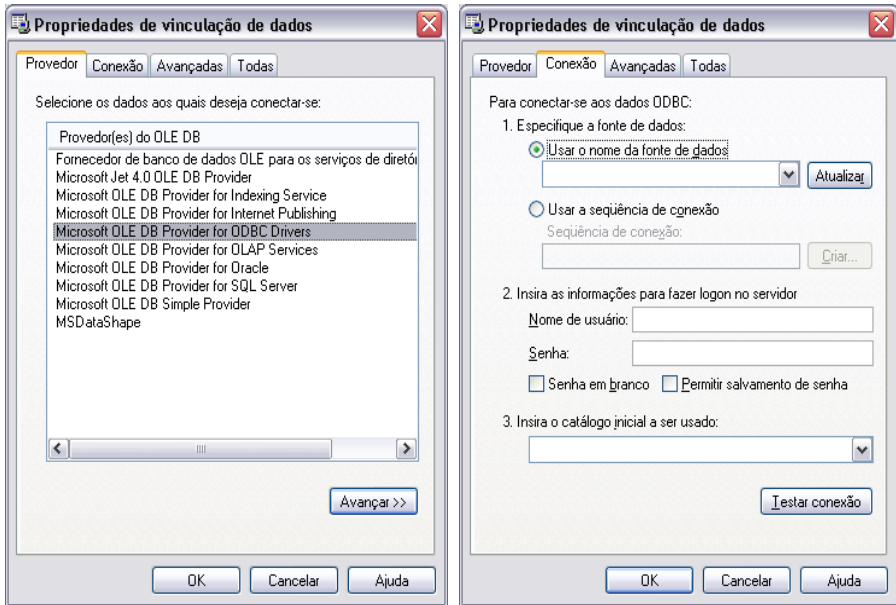 Propriedades de vinculação de dados
Provedor Conexão Avançadas Todas
Selecione os dados aos quais deseja conectar-se:
Provedor(es) do OLE DB
Fornecedor de banco de dados OLE para os serviços de diretói
Microsoft Jet 4.0 OLE DB Provider
Microsoft OLE DB Provider for Indexing Service
Microsoft OLE DB Provider for Internet Publishing
Microsoft OLE DB Provider for ODBC Drivers
Microsoft OLE DB Provider for OLAP Services
Microsoft OLE DB Provider for Oracle
Microsoft OLE DB Provider for SQL Server
Microsoft OLE DB Simple Provider
MSDataShape
Avançar >>
OK Cancelar Ajuda
Propriedades de vinculação de dados
Provedor Conexão Avançadas Todas
Para conectar-se aos dados ODBC:
1. Especifique a fonte de dados:
Usar o nome da fonte de dados
Atualizar
Usar a seqüência de conexão
Seqüência de conexão:
Criar...
2. Insira as informações para fazer logon no servidor
Nome de usuário:
Senha:
Senha em branco Permitir salvamento de senha
3. Insira o catálogo inicial a ser usado:
Testar conexão
OK Cancelar Ajuda